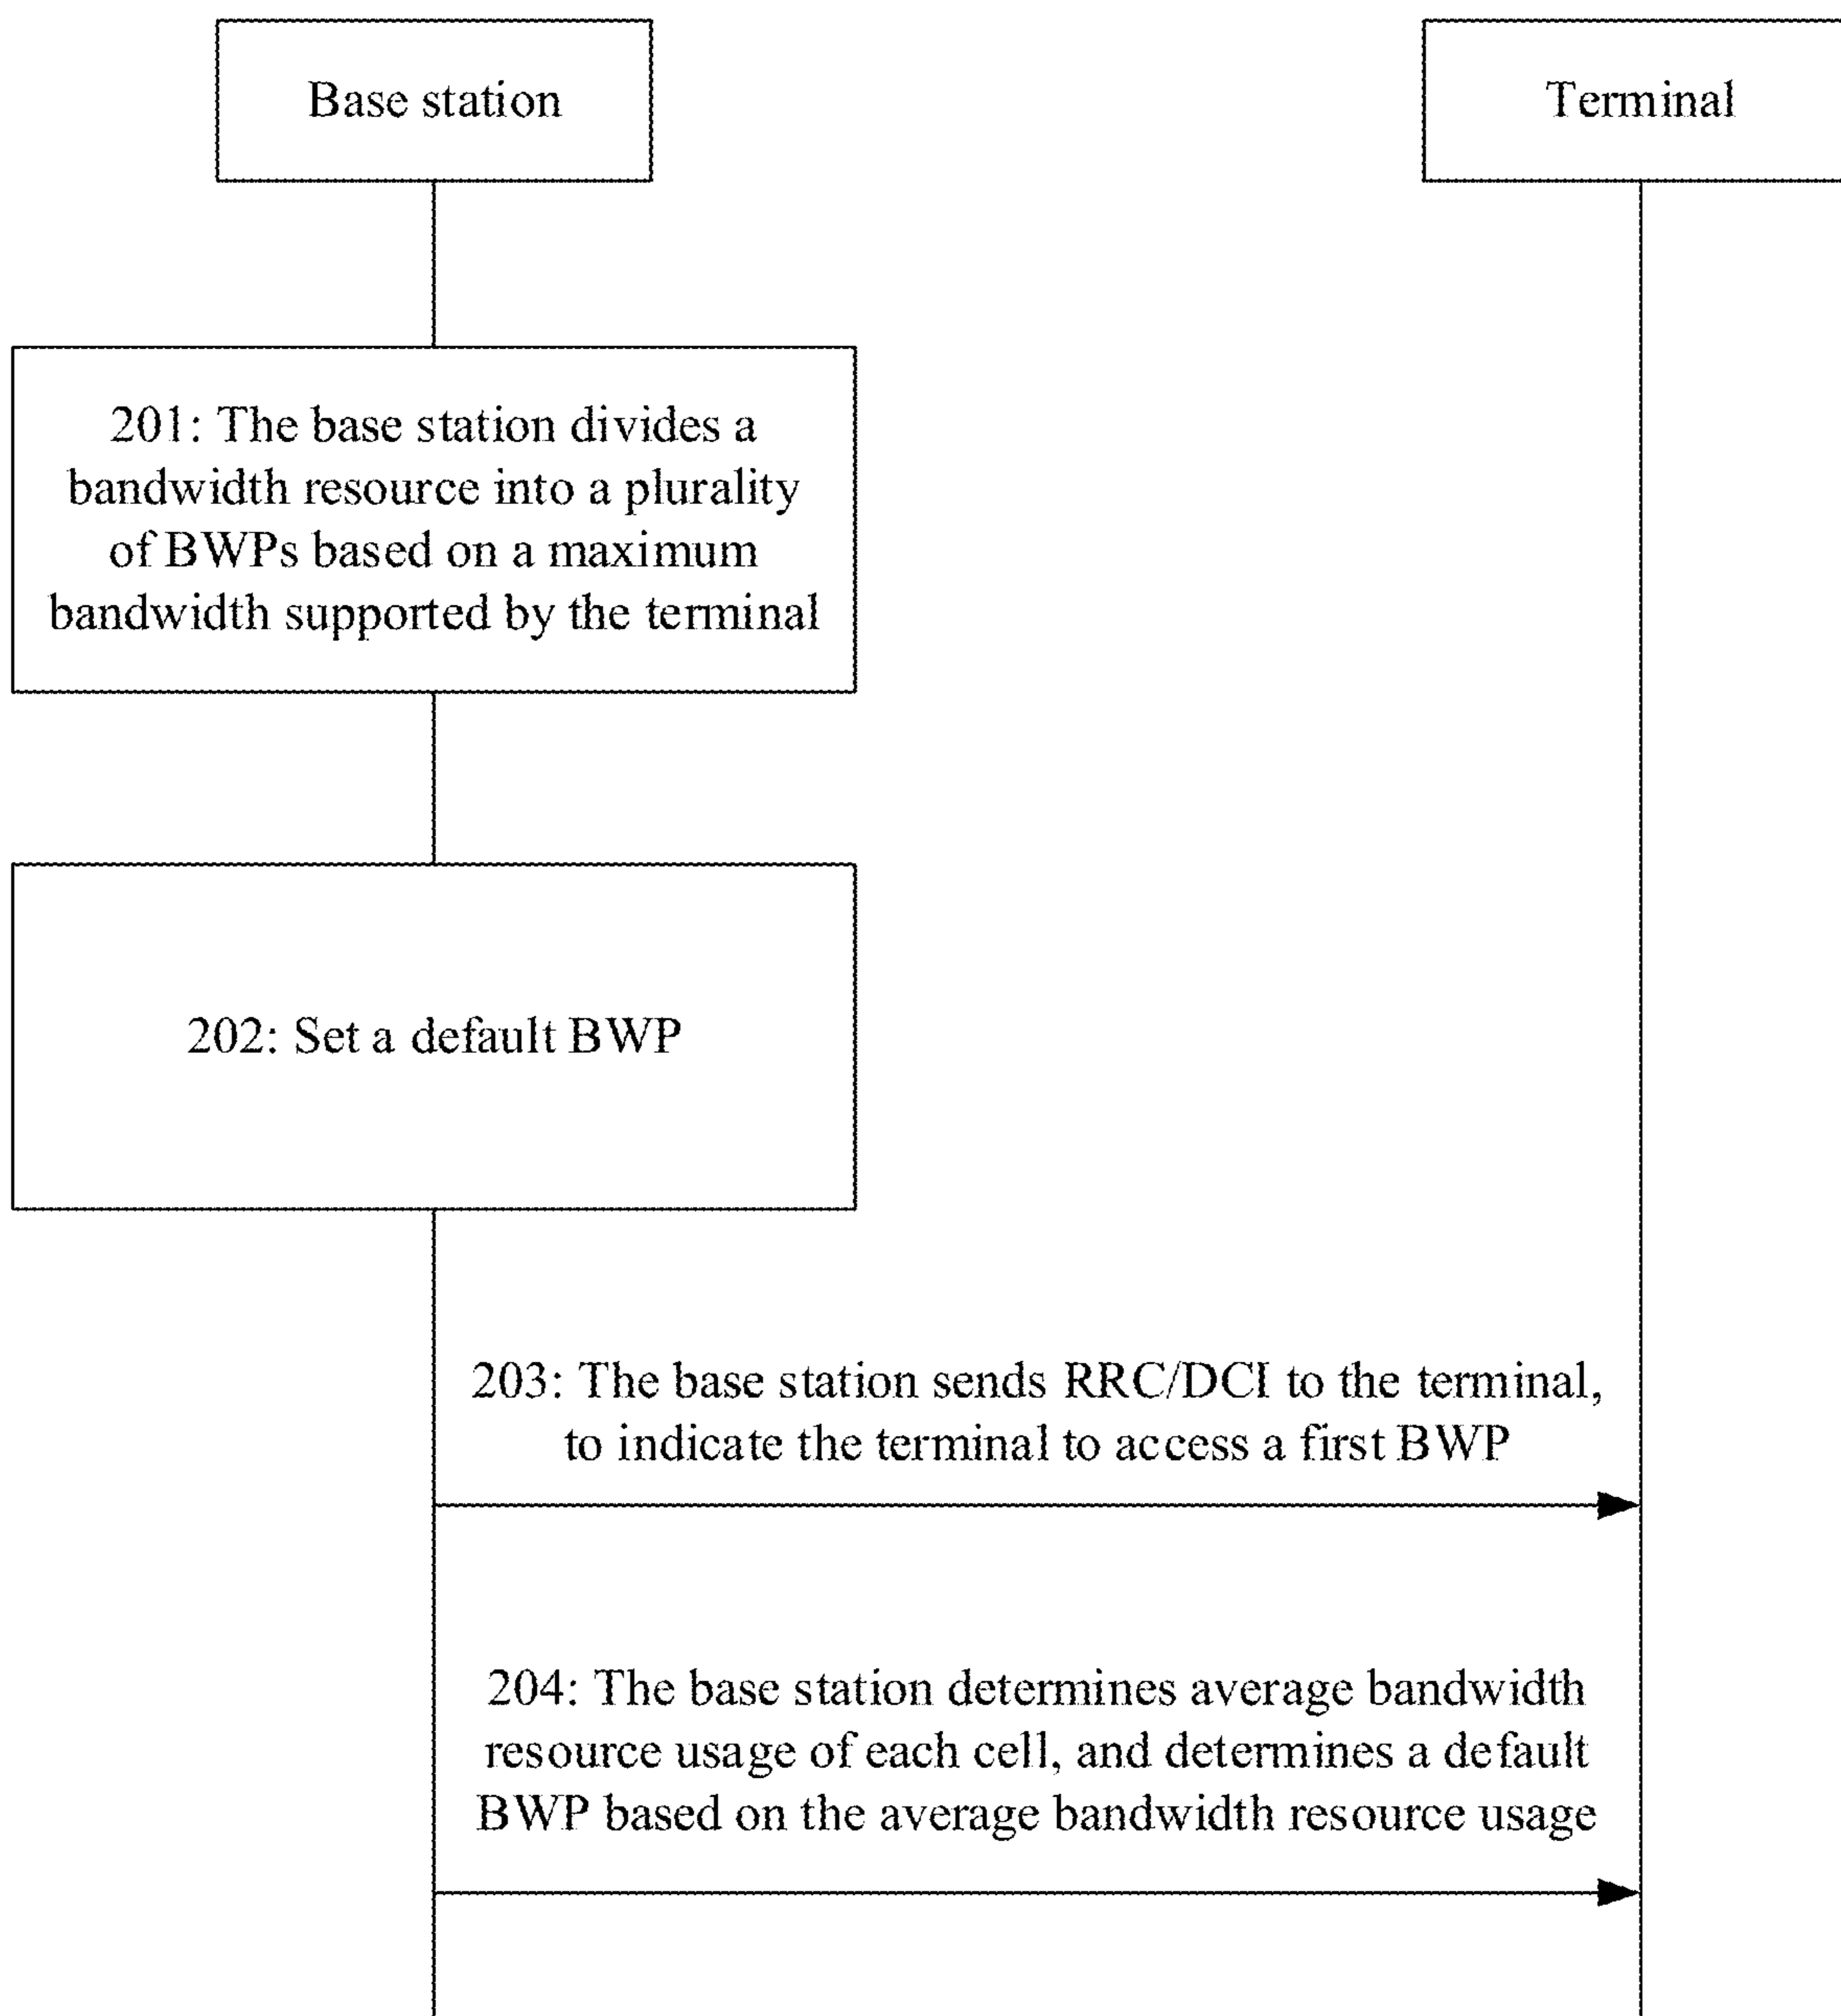 Base station
Terminal
201: The base station divides a
bandwidth resource into a plurality
of BWPs based on a maximum
bandwidth supported by the terminal
202: Set a default BWP
203: The base station sends RRC/DCI to the terminal,
to indicate the terminal to access a first BWP
204: The base station determines average bandwidth
resource usage of each cell, and determines a default
BWP based on the average bandwidth resource usage